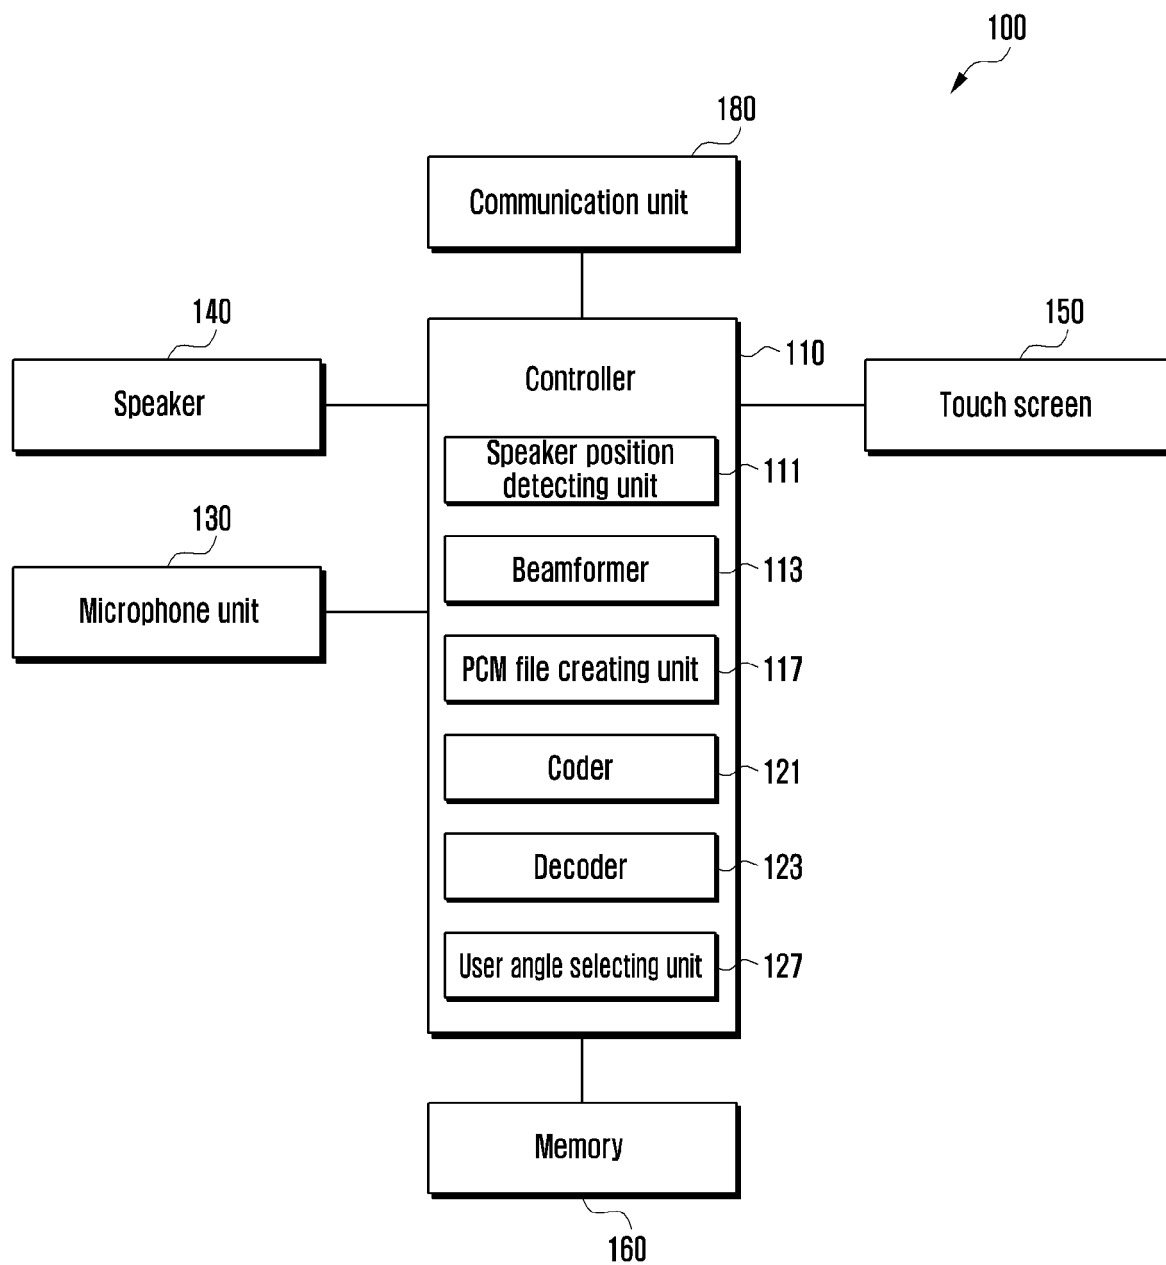 100
180
Communication unit
140
150
Speaker
Controller
110
Touch screen
Speaker position
detecting unit
111
130
Microphone unit
Beamformer
113
PCM file creating unit
117
Coder
121
Decoder
123
User angle selecting unit
127
Memory
160